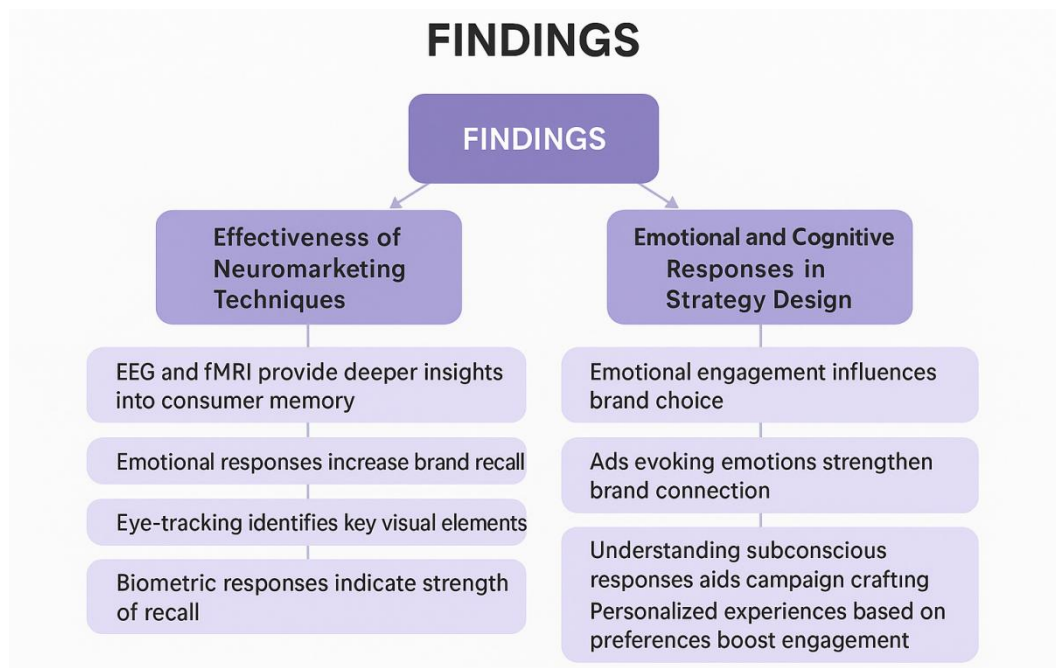 FINDINGS
FINDINGS
Effectiveness of
Neuromarketing
Techniques
EEG and fMRI provide deeper insights
into consumer memory
Emotional responses increase brand recall
Eye-tracking identifies key visual elements
Biometric responses indicate strength
of recall
Emotional and Cognitive
Responses in
Strategy Design
Emotional engagement influences
brand choice
Ads evoking emotions strengthen
brand connection
Understanding subconscious
responses aids campaign crafting
Personalized experiences based on
preferences boost engagement